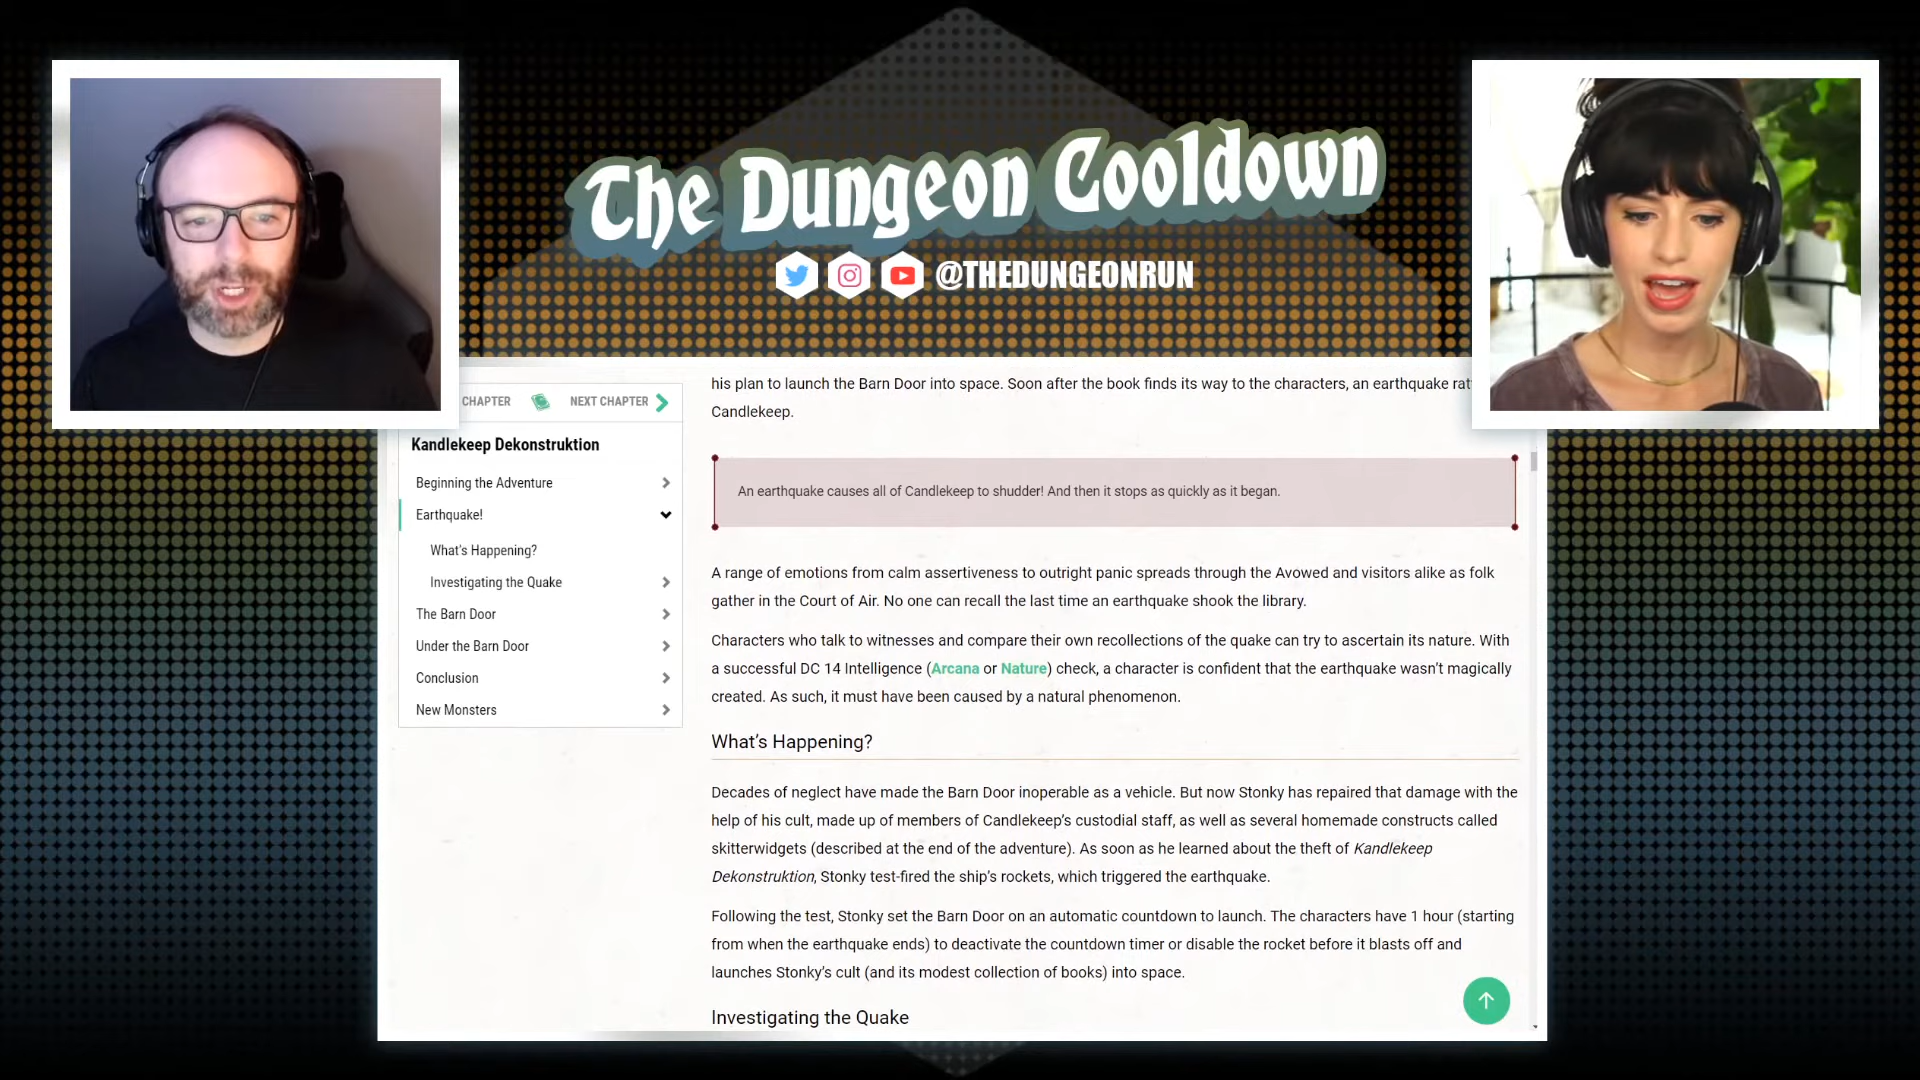 The Dungeon Cooldown
@THEDUNGEONRUN
CHAPTER
NEXT CHAPTER
Kandlekeep Dekonstruktion
Beginning the Adventure
Earthquake!
What's Happening?
Investigating the Quake
The Barn Door
Under the Barn Door
Conclusion
New Monsters
his plan to launch the Barn Door into space. Soon after the book finds its way to the characters, an earthquake
Candlekeep.
An earthquake causes all of Candlekeep to shudder! And then it stops as quickly as it began.
A range of emotions from calm assertiveness to outright panic spreads through the Avowed and visitors alike as folk
gather in the Court of Air. No one can recall the last time an earthquake shook the library.
Characters who talk to witnesses and compare their own recollections of the quake can try to ascertain its nature. With
a successful DC 14 Intelligence (Arcana or Nature) check, a character is confident that the earthquake wasn't magically
created. As such, it must have been caused by a natural phenomenon.
What's Happening?
Decades of neglect have made the Barn Door inoperable as a vehicle. But now Stonky has repaired that damage with the
help of his cult, made up of members of Candlekeep's custodial staff, as well as several homemade constructs called
skitterwidgets (described at the end of the adventure). As soon as he learned about the theft of Kandlekeep
Dekonstruktion, Stonky test-fired the ship's rockets, which triggered the earthquake.
Following the test, Stonky set the Barn Door on an automatic countdown to launch. The characters have 1 hour (starting
from when the earthquake ends) to deactivate the countdown timer or disable the rocket before it blasts off and
launches Stonky's cult (and its modest collection of books) into space.
Investigating the Quake